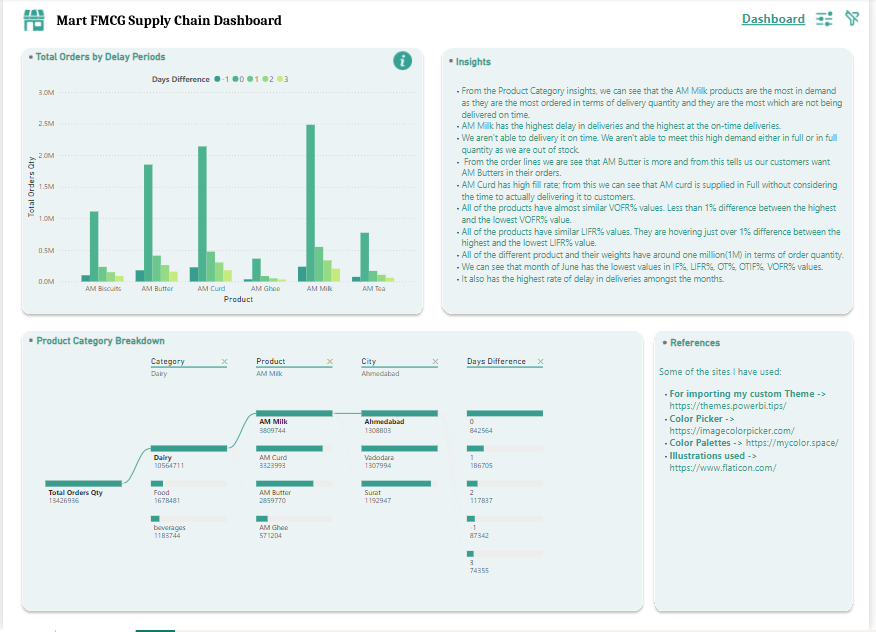 Mart FMCG Supply Chain Dashboard
Dashboard
• Total Orders by Delay Periods
i
Days Difference -1 0 1 2 3
Total Orders Qty
3.0M
2.5M
2.0M
1.5M
1.0M
0.5M
0.0M
AM Biscuits AM Butter AM Curd AM Ghee AM Milk AM Tea
Product
• Insights
• From the Product Category insights, we can see that the AM Milk products are the most in demand
as they are the most ordered in terms of delivery quantity and they are the most which are not being
delivered on time.
• AM Milk has the highest delay in deliveries and the highest at the on-time deliveries.
• We aren't able to delivery it on time. We aren't able to meet this high demand either in full or in full
quantity as we are out of stock.
• From the order lines we are see that AM Butter is more and from this tells us our customers want
AM Butters in their orders.
• AM Curd has high fill rate; from this we can see that AM curd is supplied in Full without considering
the time to actually delivering it to customers.
• All of the products have almost similar VOFR% values. Less than 1% difference between the highest
and the lowest VOFR% value.
• All of the products have similar LIFR% values. They are hovering just over 1% difference between the
highest and the lowest LIFR% value.
• All of the different product and their weights have around one million(1M) in terms of order quantity.
• We can see that month of June has the lowest values in IF%, LIFR%, OT%, OTIF%, VOFR% values.
• It also has the highest rate of delay in deliveries amongst the months.
• Product Category Breakdown
Category
Dairy
Product
AM Milk
City
Ahmedabad
Days Difference
Total Orders Qty
13426936
Dairy
10564711
Food
1678481
beverages
1183744
AM Milk
3809744
AM Curd
3323993
AM Butter
2859770
AM Ghee
571204
Ahmedabad
1308803
Vadodara
1307994
Surat
1192947
0
842564
1
186705
2
117837
-1
87342
3
74355
• References
Some of the sites I have used:
• For importing my custom Theme ->
https://themes.powerbi.tips/
• Color Picker ->
https://imagecolorpicker.com/
• Color Palettes -> https://mycolor.space/
• Illustrations used ->
https://www.flaticon.com/